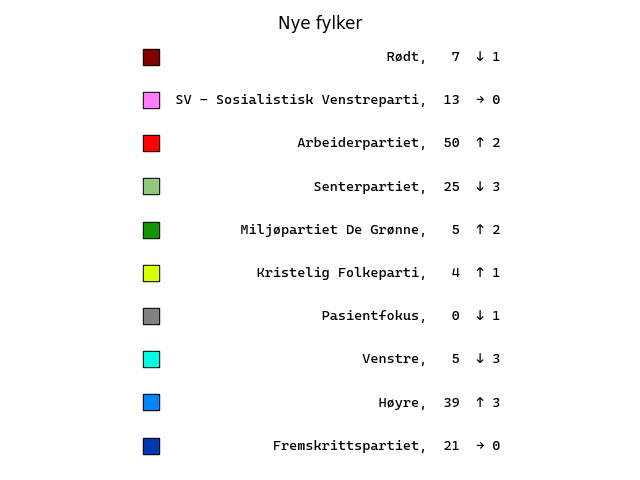 Nye fylker
Rødt, 7 ↓ 1
SV – Sosialistisk Venstreparti, 13 → 0
Arbeiderpartiet, 50 ↑ 2
Senterpartiet, 25 ↓ 3
Miljøpartiet De Grønne, 5 ↑ 2
Kristelig Folkeparti, 4 ↑ 1
Pasientfokus, 0 ↓ 1
Venstre, 5 ↓ 3
Høyre, 39 ↑ 3
Fremskrittspartiet, 21 → 0